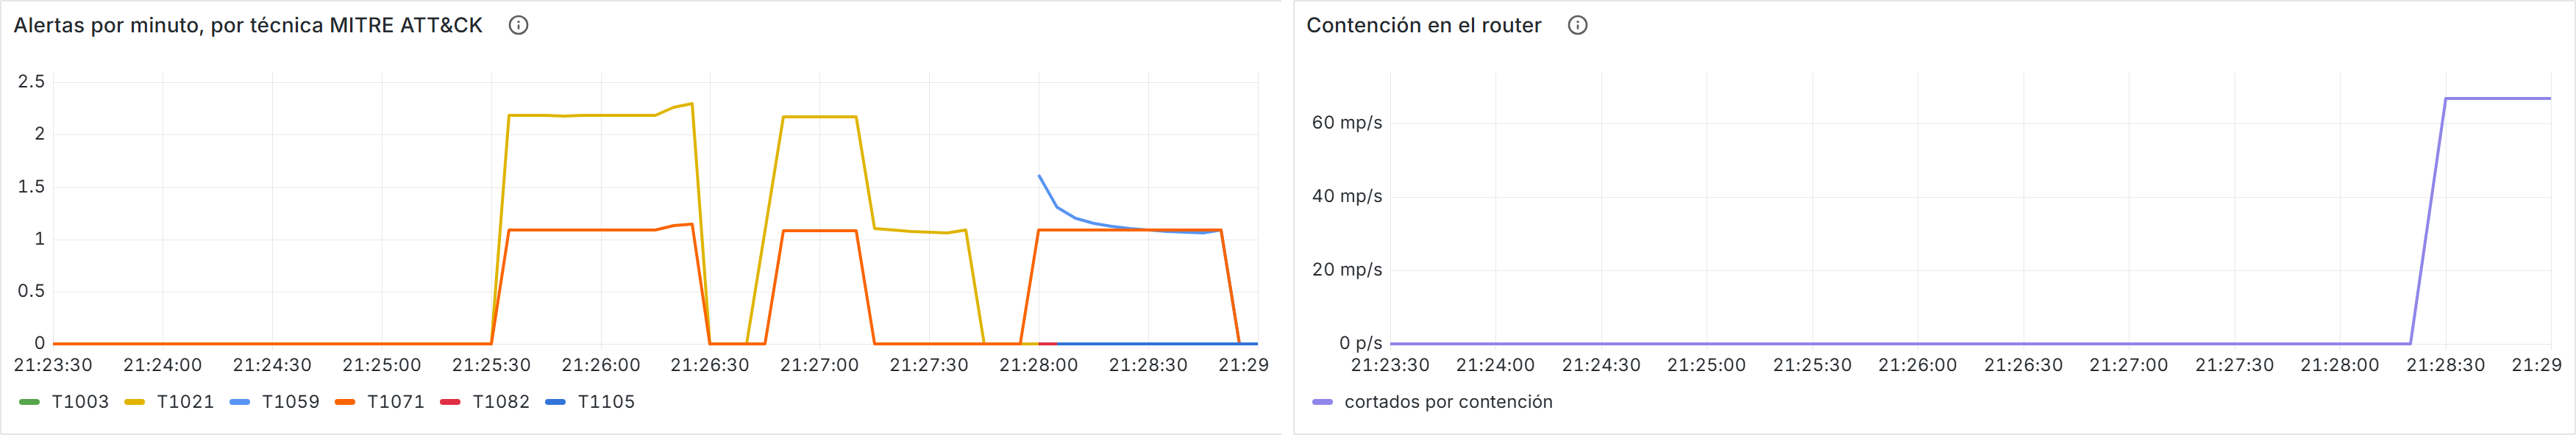 Alertas por minuto, por técnica MITRE ATT&CK
2.5
2
1.5
1
0.5
0
21:23:30 21:24:00 21:24:30 21:25:00 21:25:30 21:26:00 21:26:30 21:27:00 21:27:30 21:28:00 21:28:30 21:29
T1003 T1021 T1059 T1071 T1082 T1105
Contención en el router
60 mp/s
40 mp/s
20 mp/s
0 p/s
21:23:30 21:24:00 21:24:30 21:25:00 21:25:30 21:26:00 21:26:30 21:27:00 21:27:30 21:28:00 21:28:30 21:29
cortados por contención